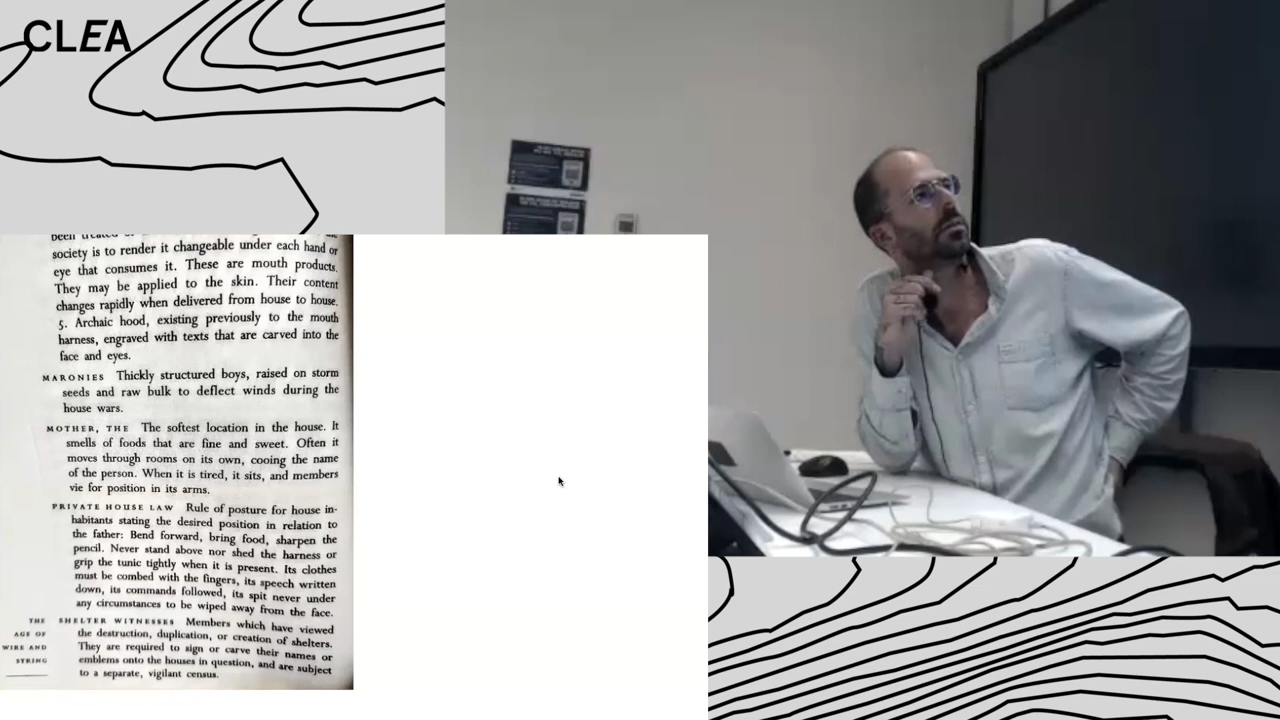 CLEA
society is to render it changeable under each hand or
eye that consumes it. These are mouth products.
They may be applied to the skin. Their content
changes rapidly when delivered from house to house.
5. Archaic hood, existing previously to the mouth
harness, engraved with texts that are carved into the
face and eyes.
MARONIES Thickly structured boys, raised on storm
seeds and raw bulk to deflect winds during the
house wars.
MOTHER, THE The softest location in the house. It
smells of foods that are fine and sweet. Often it
moves through rooms on its own, cooing the name
of the person. When it is tired, it sits, and members
vie for position in its arms.
PRIVATE HOUSE LAW Rule of posture for house in-
habitants stating the desired position in relation to
the father: Bend forward, bring food, sharpen the
pencil. Never stand above nor shed the harness or
grip the tunic tightly when it is present. Its clothes
must be combed with the fingers, its speech written
down, its commands followed, its spit never under
any circumstances to be wiped away from the face.
SHELTER WITNESSES Members which have viewed
the destruction, duplication, or creation of shelters.
They are required to sign or carve their names or
emblems onto the houses in question, and are subject
to a separate, vigilant census.
THE
AGE OF
WIRE AND
STRING